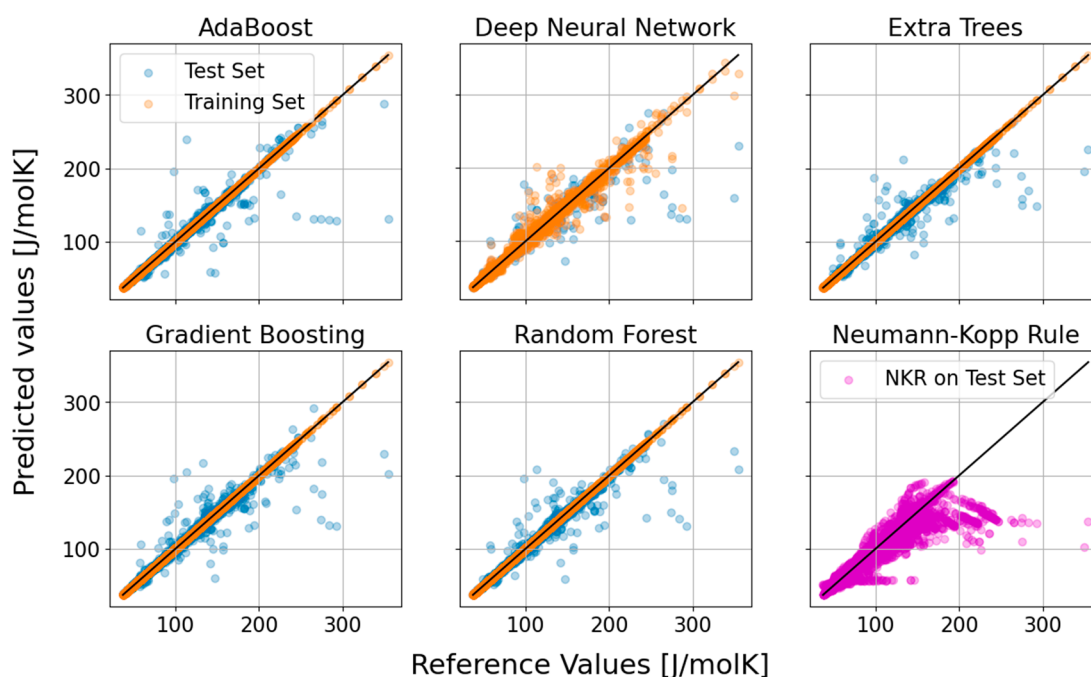 AdaBoost
Deep Neural Network
Extra Trees
Test Set
Training Set
300
200
100
Gradient Boosting
Random Forest
Neumann-Kopp Rule
NKR on Test Set
300
200
100
100 200 300
100 200 300
100 200 300
Predicted values [J/molK]
Reference Values [J/molK]